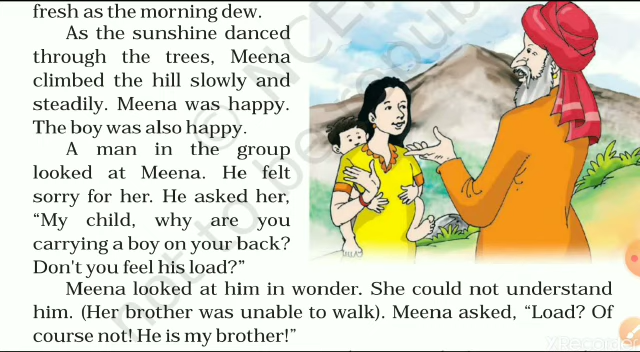 fresh as the morning dew.
As the sunshine danced
through the trees, Meena
climbed the hill slowly and
steadily. Meena was happy.
The boy was also happy.
A man in the group
looked at Meena. He felt
sorry for her. He asked her,
“My child, why are you
carrying a boy on your back?
Don't you feel his load?”
Meena looked at him in wonder. She could not understand
him. (Her brother was unable to walk). Meena asked, “Load? Of
course not! He is my brother!”